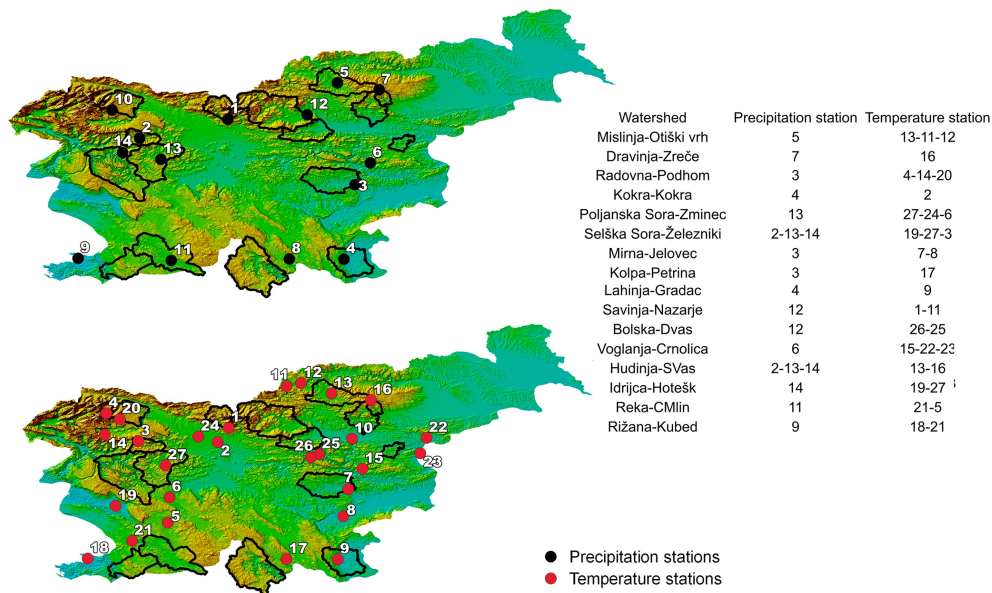 5
7
10
1
12
2
14
13
6
3
9
11
8
4
Watershed Precipitation station Temperature station
Mislinja-Otiški vrh 5 13-11-12
Dravinja-Zreče 7 16
Radovna-Podhom 3 4-14-20
Kokra-Kokra 4 2
Poljanska Sora-Zminec 13 27-24-6
Selška Sora-Železniki 2-13-14 19-27-3
Mirna-Jelovec 3 7-8
Kolpa-Petrina 3 17
Lahinja-Gradac 4 9
Savinja-Nazarje 12 1-11
Bolska-Dvas 12 26-25
Voglanja-Crnolica 6 15-22-23
Hudinja-SVas 2-13-14 13-16
Idrijca-Hotešk 14 19-27
Reka-CMlin 11 21-5
Rižana-Kubed 9 18-21
11
12
13
16
4
20
1
24
2
14
3
10
22
26
25
23
27
15
7
6
19
5
8
21
18
17
9
Precipitation stations
Temperature stations